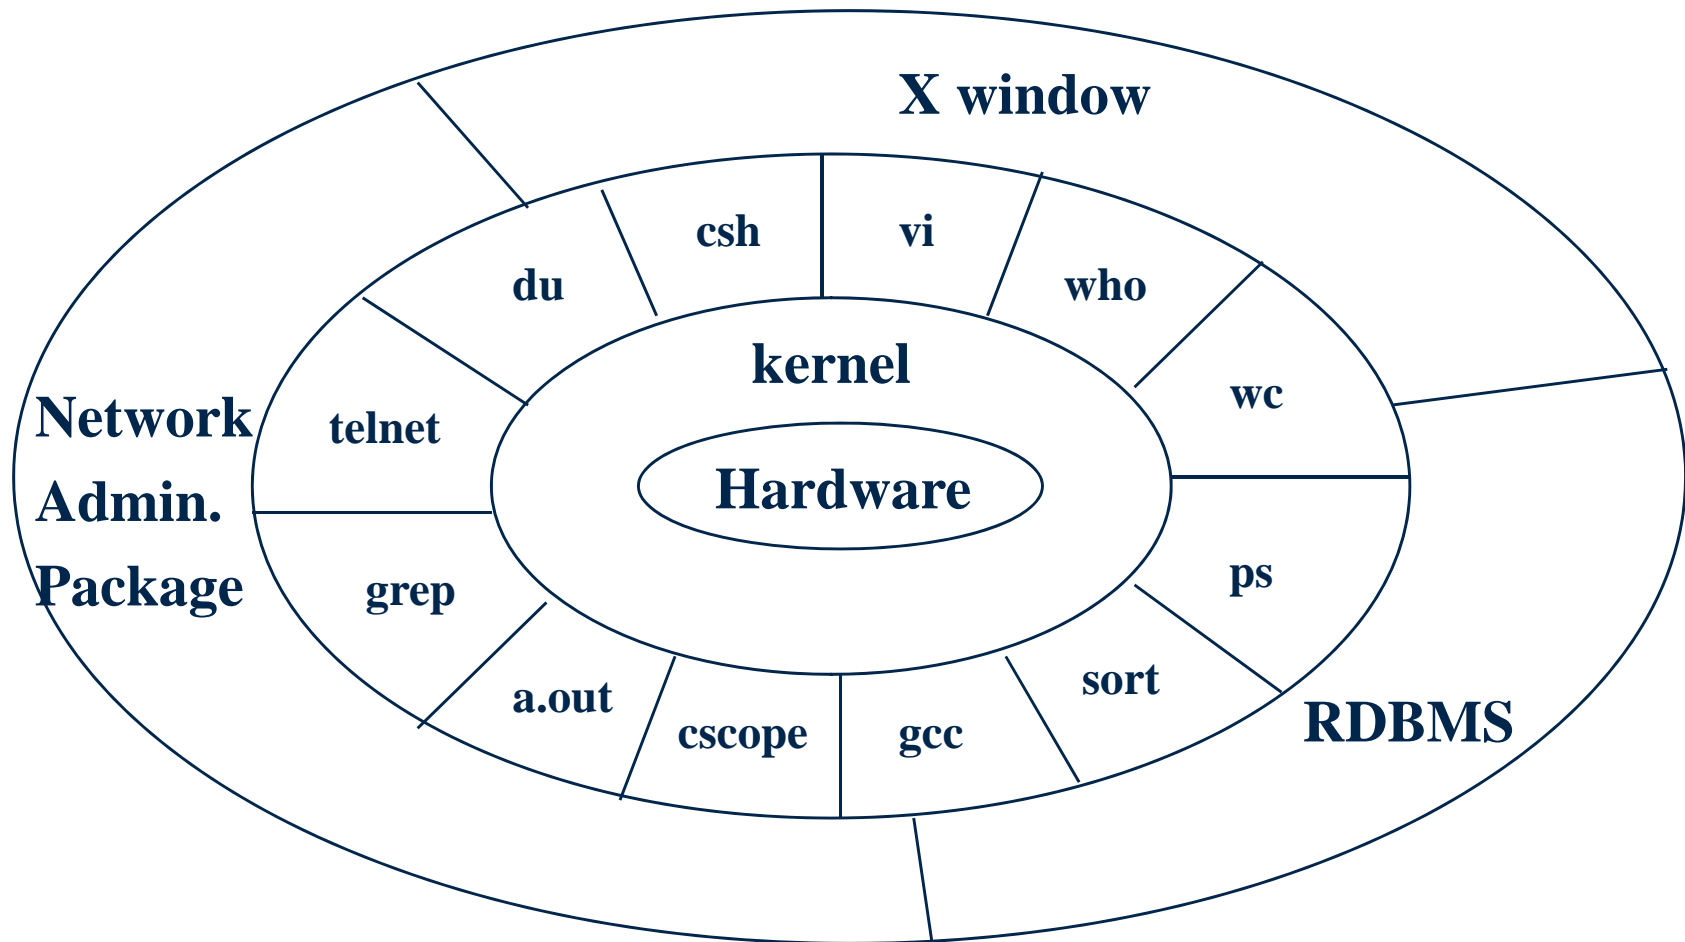 X window
csh
vi
du
who
kernel
wc
Network
Admin.
Package
telnet
Hardware
grep
ps
a.out
sort
cscope
gcc
RDBMS